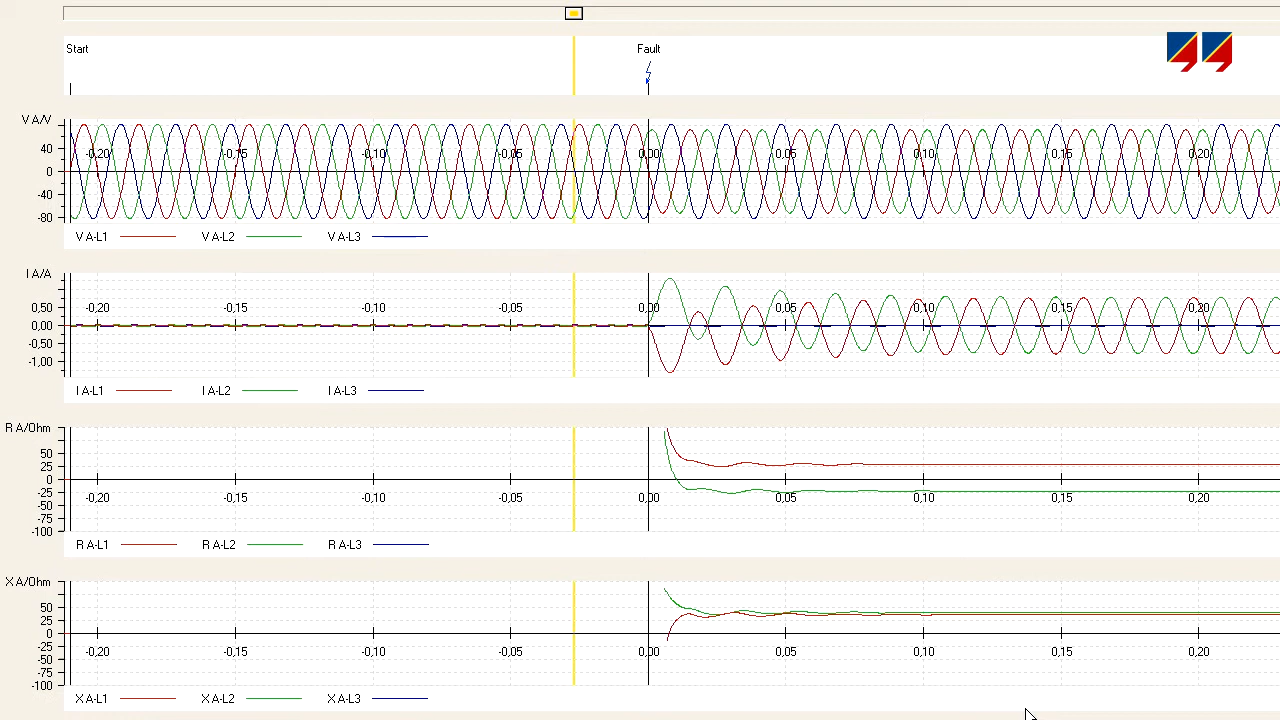 Start Fault
V A/V
40
0
-40
-80
-0,20 -0,15 -0,10 -0,05 0,00 0,05 0,10 0,15 0,20
V A-L1 V A-L2 V A-L3
I A/A
0,50
0,00
-0,50
-1,00
-0,20 -0,15 -0,10 -0,05 0,00 0,05 0,10 0,15 0,20
I A-L1 I A-L2 I A-L3
R A/Ohm
50
25
0
-25
-50
-75
-100
-0,20 -0,15 -0,10 -0,05 0,00 0,05 0,10 0,15 0,20
R A-L1 R A-L2 R A-L3
X A/Ohm
50
25
0
-25
-50
-75
-100
-0,20 -0,15 -0,10 -0,05 0,00 0,05 0,10 0,15 0,20
X A-L1 X A-L2 X A-L3